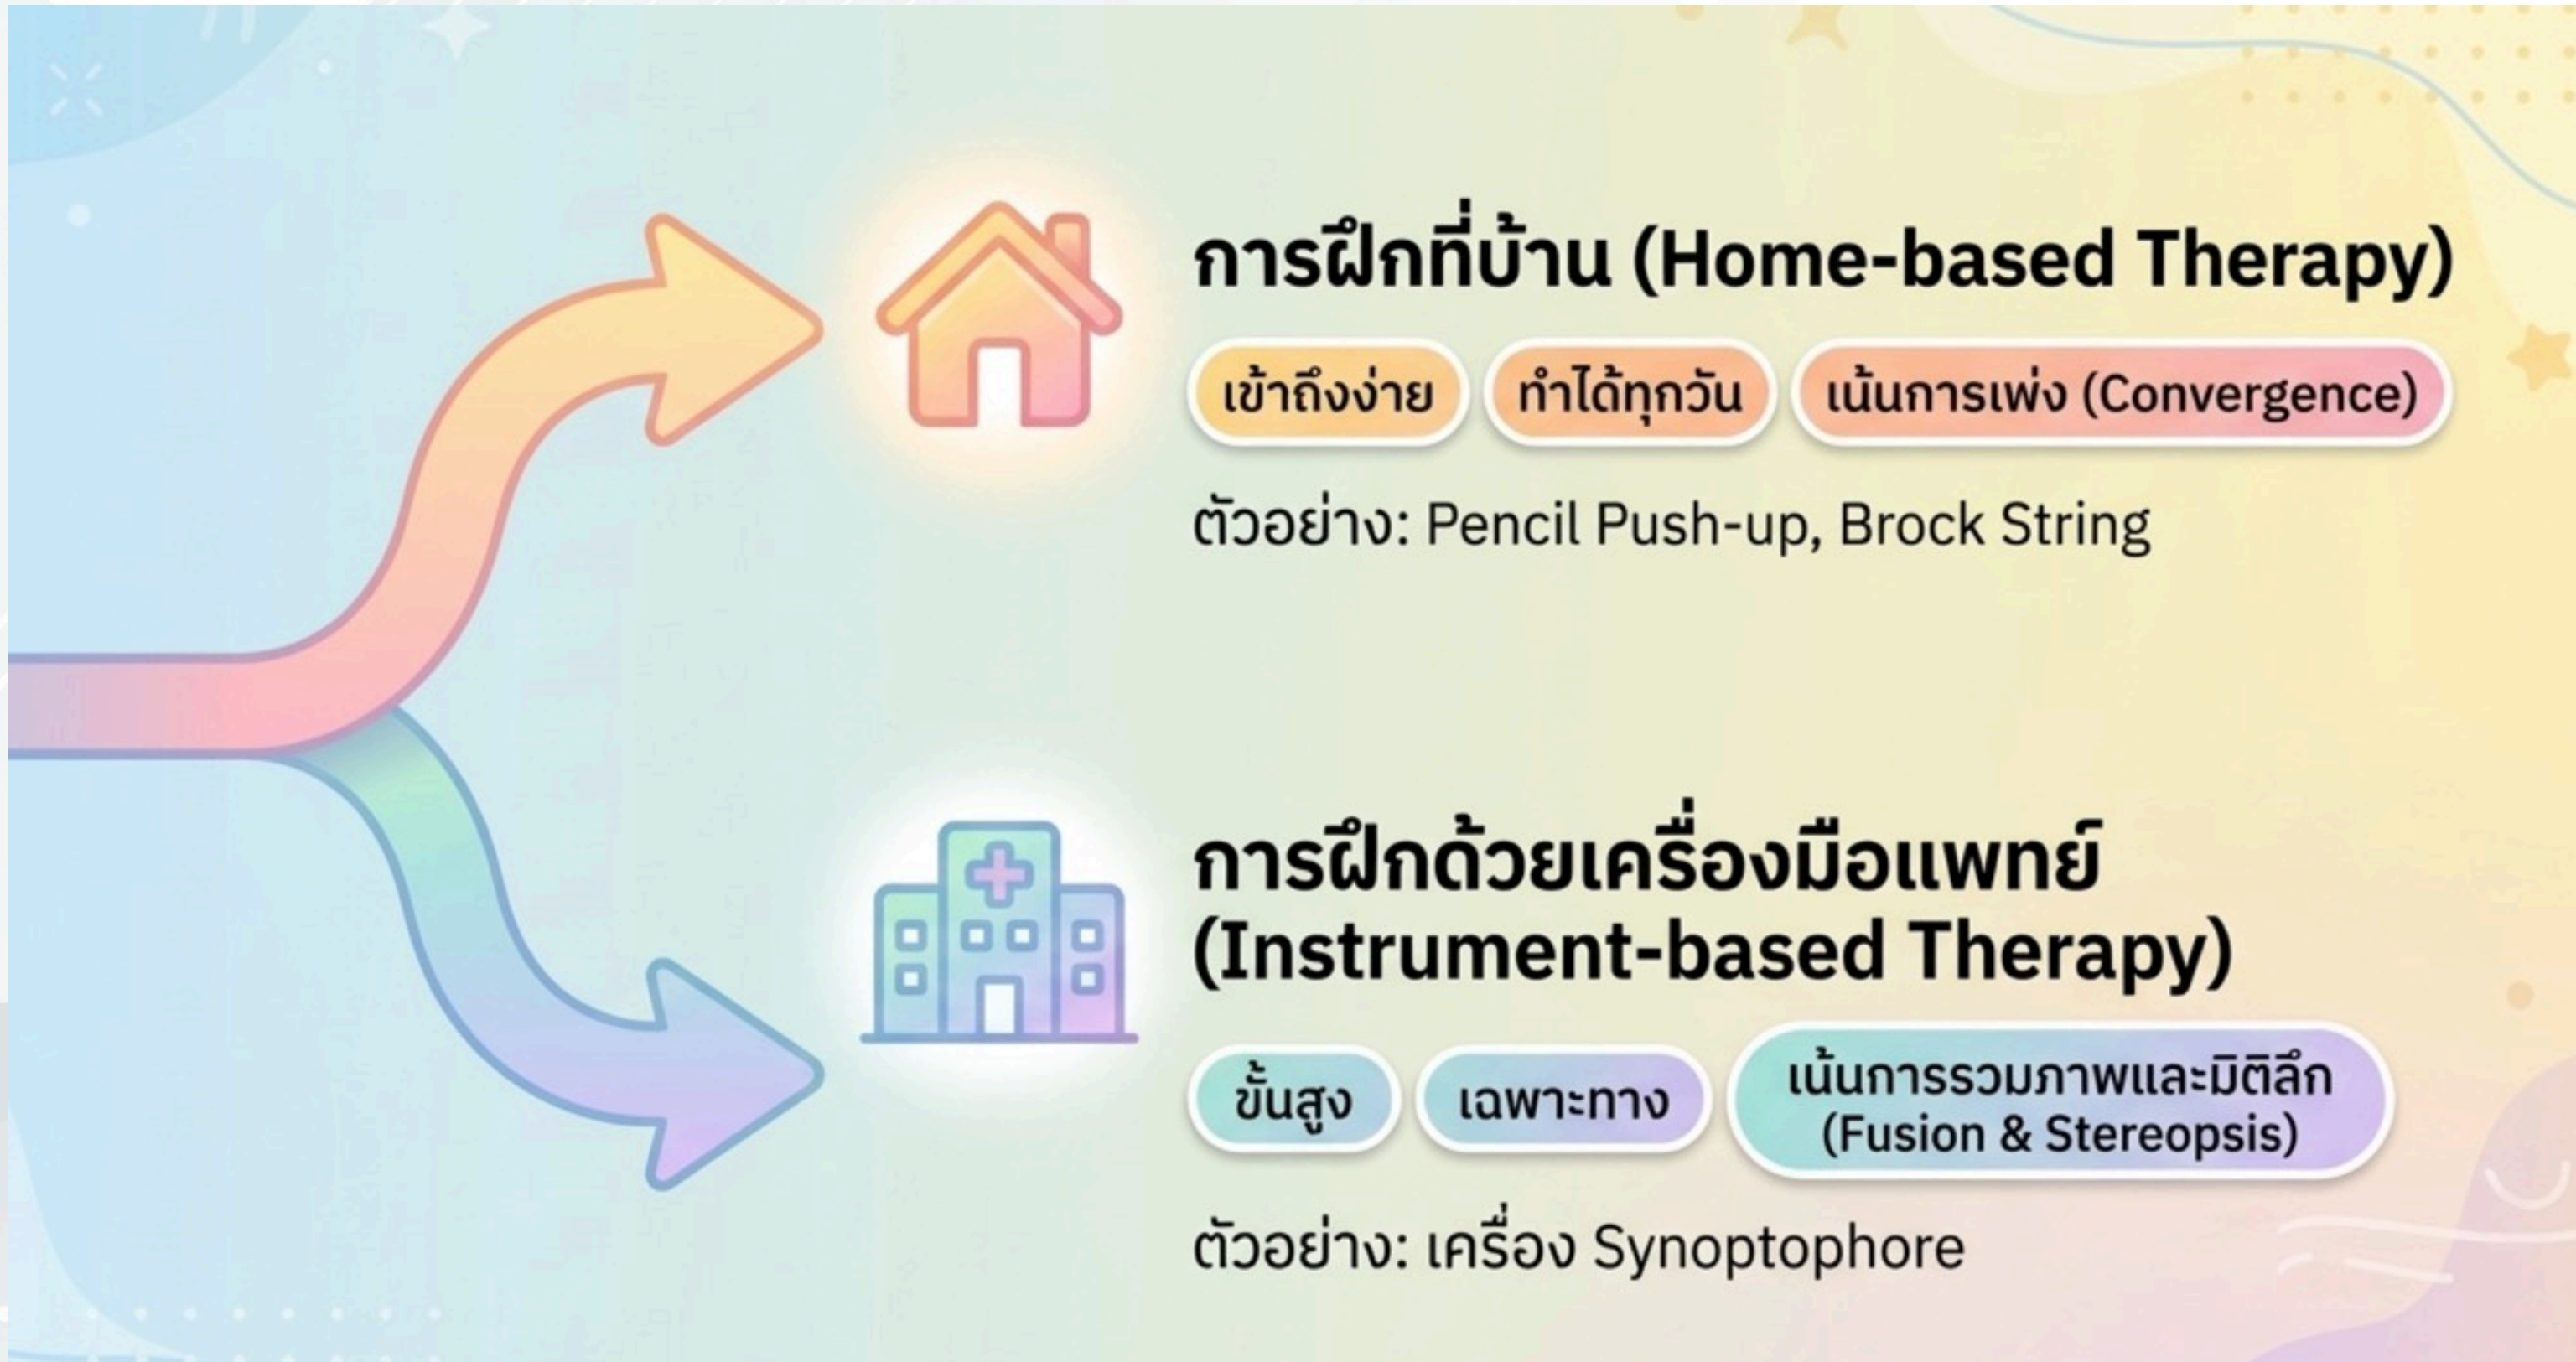 การฝึกที่บ้าน (Home-based Therapy)
เข้าถึงง่าย ทำได้ทุกวัน เน้นการเพ่ง (Convergence)
ตัวอย่าง: Pencil Push-up, Brock String
การฝึกด้วยเครื่องมือแพทย์
(Instrument-based Therapy)
ขั้นสูง เฉพาะทาง เน้นการรวมภาพและมิติลึก
(Fusion & Stereopsis)
ตัวอย่าง: เครื่อง Synoptophore